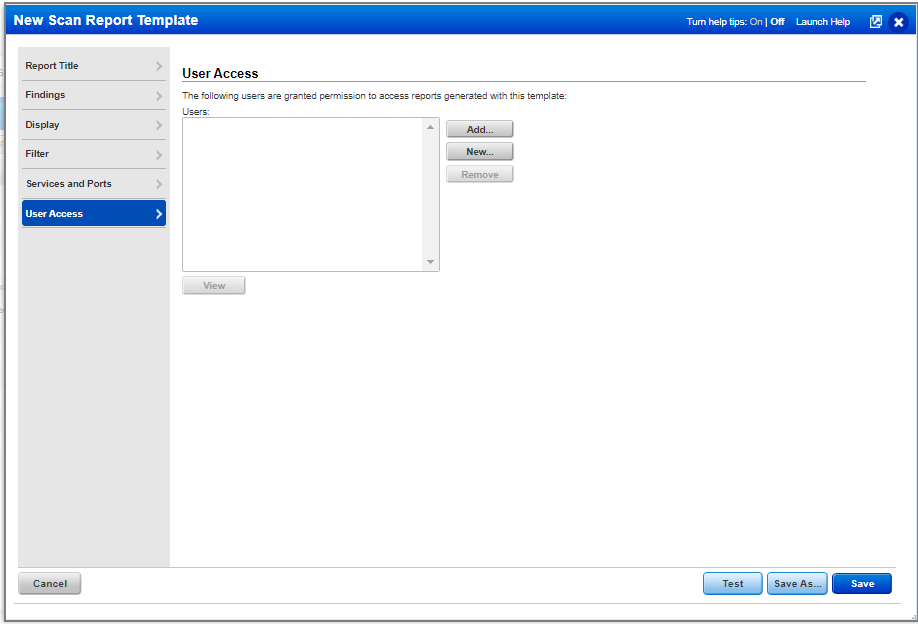 New Scan Report Template
Turn help tips: On | Off Launch Help
Report Title
Findings
Display
Filter
Services and Ports
User Access
User Access
The following users are granted permission to access reports generated with this template:
Users:
Add...
New...
Remove
View
Cancel
Test
Save As...
Save